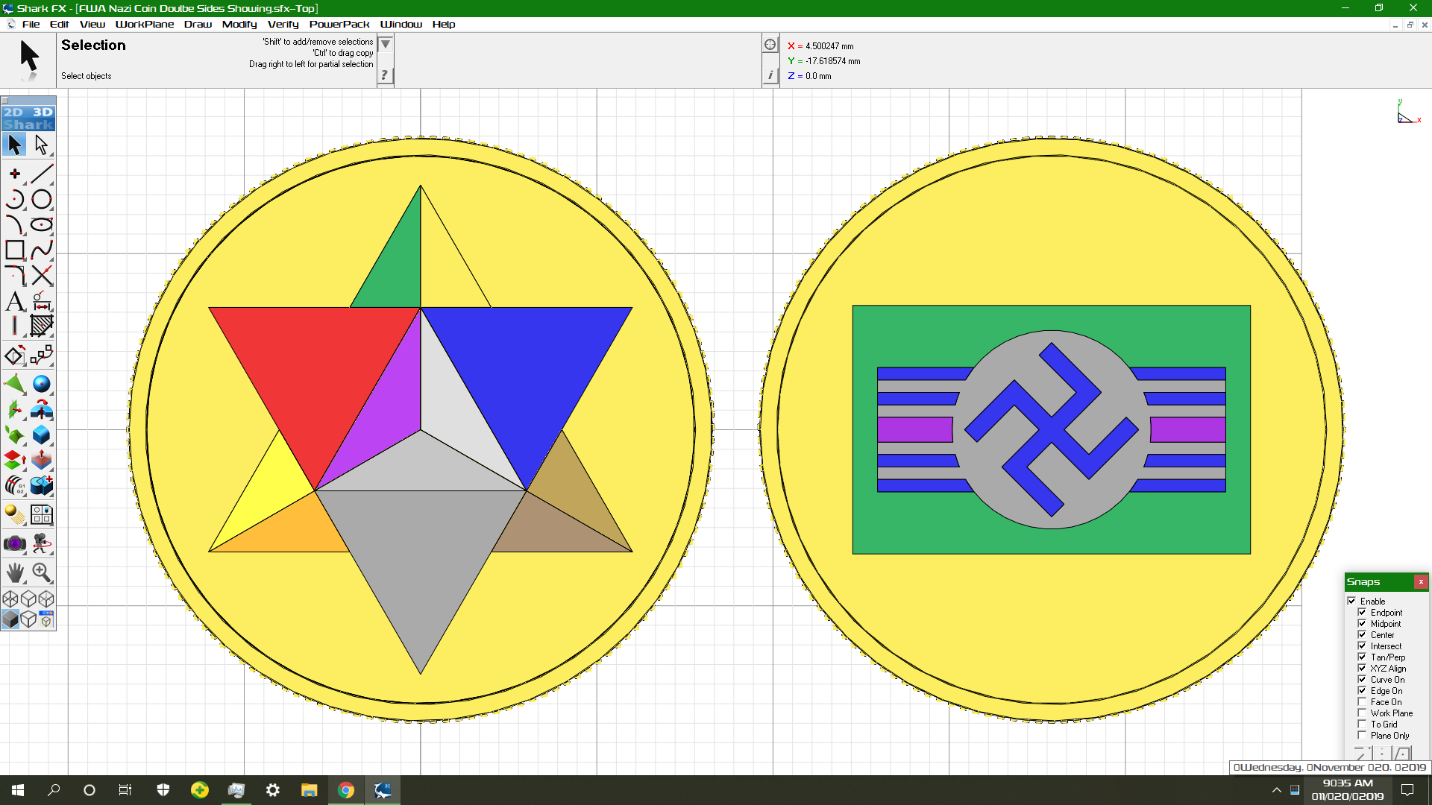 Shark FX - [FWA Nazi Coin Doulbe Sides Showing.sfx-Top]
File Edit View WorkPlane Draw Modify Verify PowerPack Window Help
Selection
'Shift' to add/remove selections
'Ctrl' to drag copy
Drag right to left for partial selection
Select objects
?
i
X = 4.500247 mm
Y = -17.618574 mm
Z = 0.0 mm
2D 3D
Shark
A
y
x
Snaps
x
Enable
Endpoint
Midpoint
Center
Intersect
Tan/Perp
XYZ Align
Curve On
Edge On
Face On
Work Plane
To Grid
Plane Only
0Wednesday, 0November 020, 02019
9:035 AM
011/020/02019